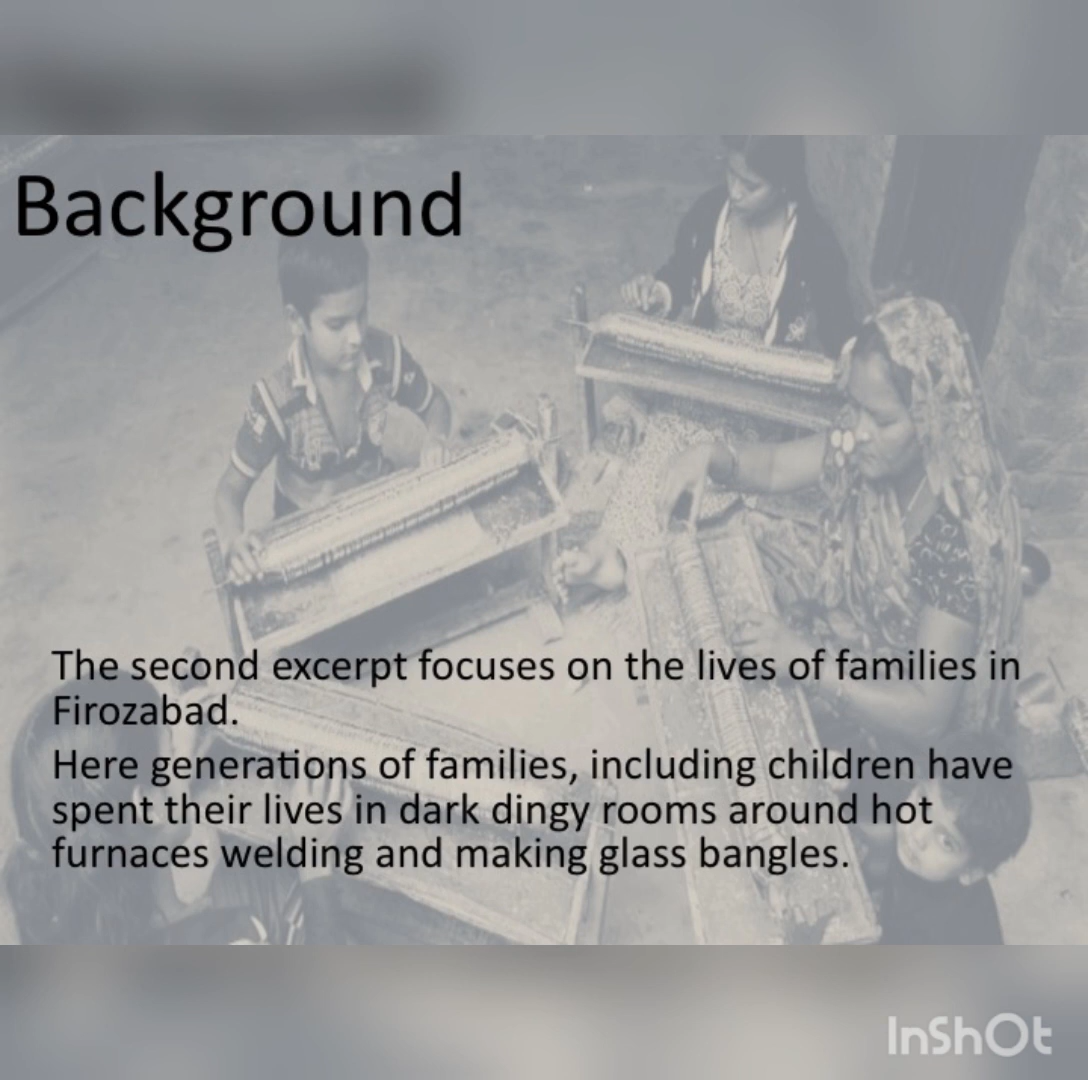 Background
The second excerpt focuses on the lives of families in
Firozabad.
Here generations of families, including children have
spent their lives in dark dingy rooms around hot
furnaces welding and making glass bangles.
InShOt